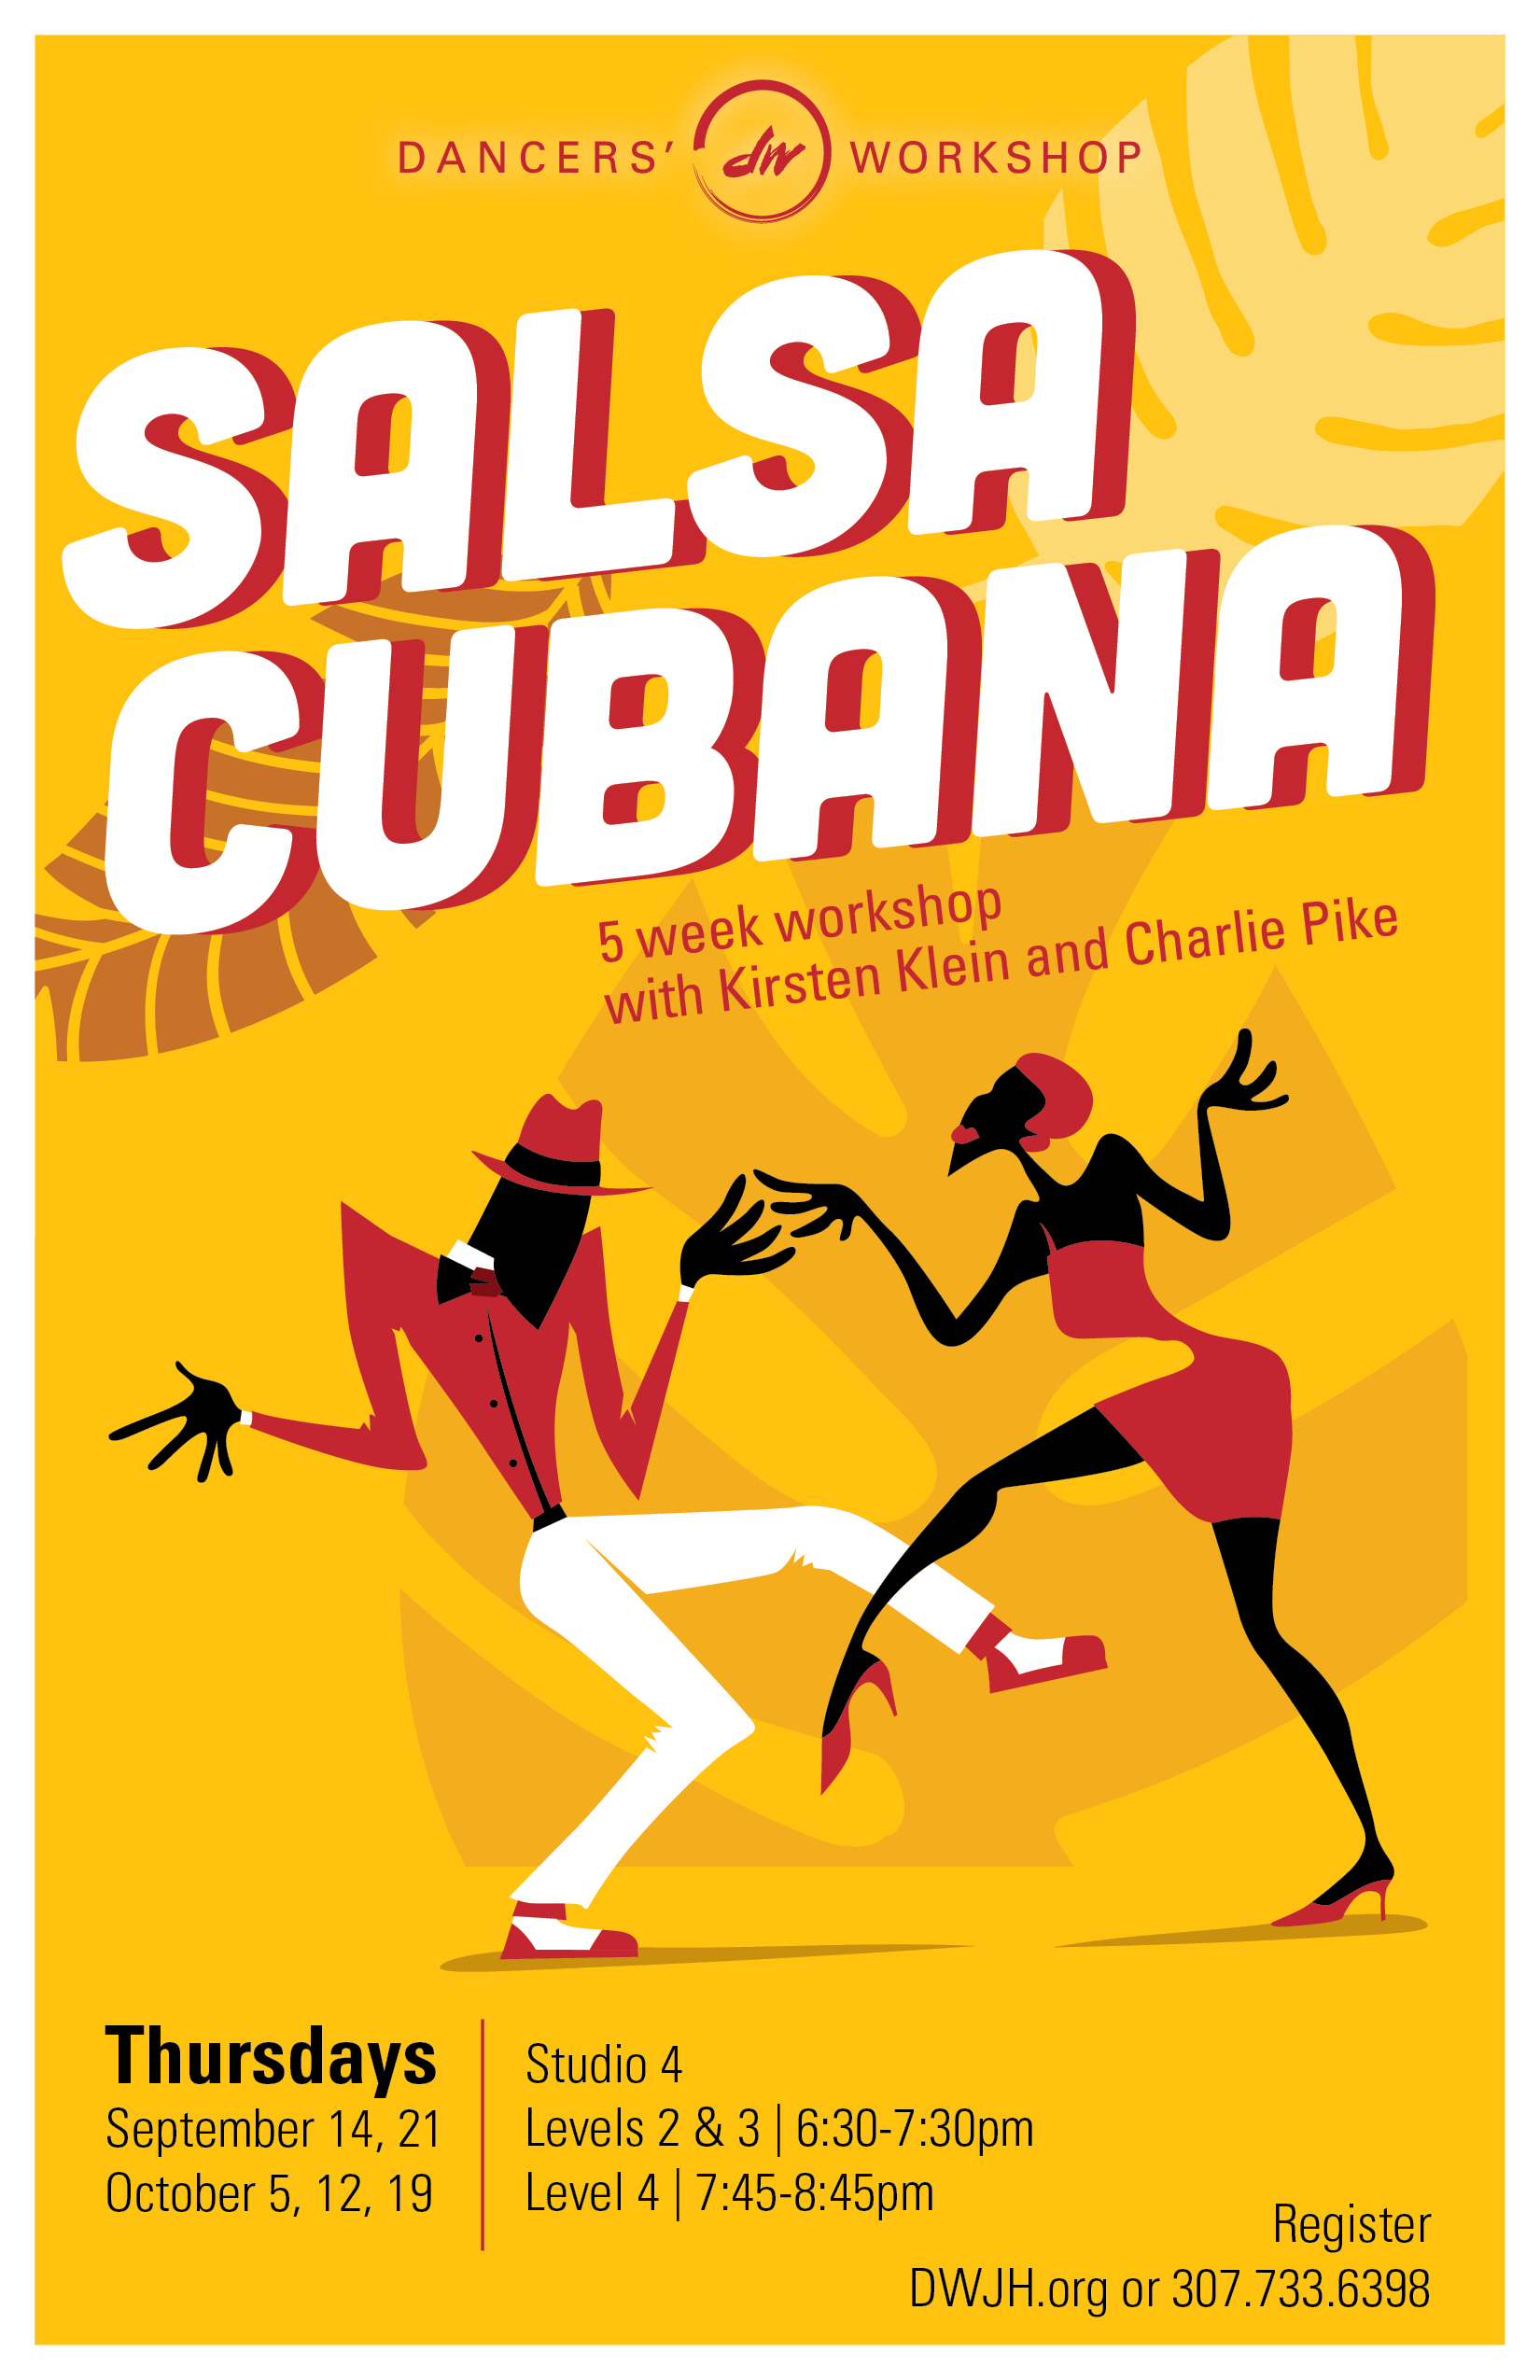 DANCERS’ dw WORKSHOP
SALSA
CUBANA
5 week workshop
with Kirsten Klein and Charlie Pike
Thursdays
September 14, 21
October 5, 12, 19
Studio 4
Levels 2 & 3 | 6:30-7:30pm
Level 4 | 7:45-8:45pm
Register
DWJH.org or 307.733.6398